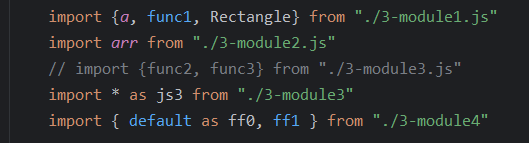 import {a, func1, Rectangle} from "./3-module1.js"
import arr from "./3-module2.js"
// import {func2, func3} from "./3-module3.js"
import * as js3 from "./3-module3"
import { default as ff0, ff1 } from "./3-module4"